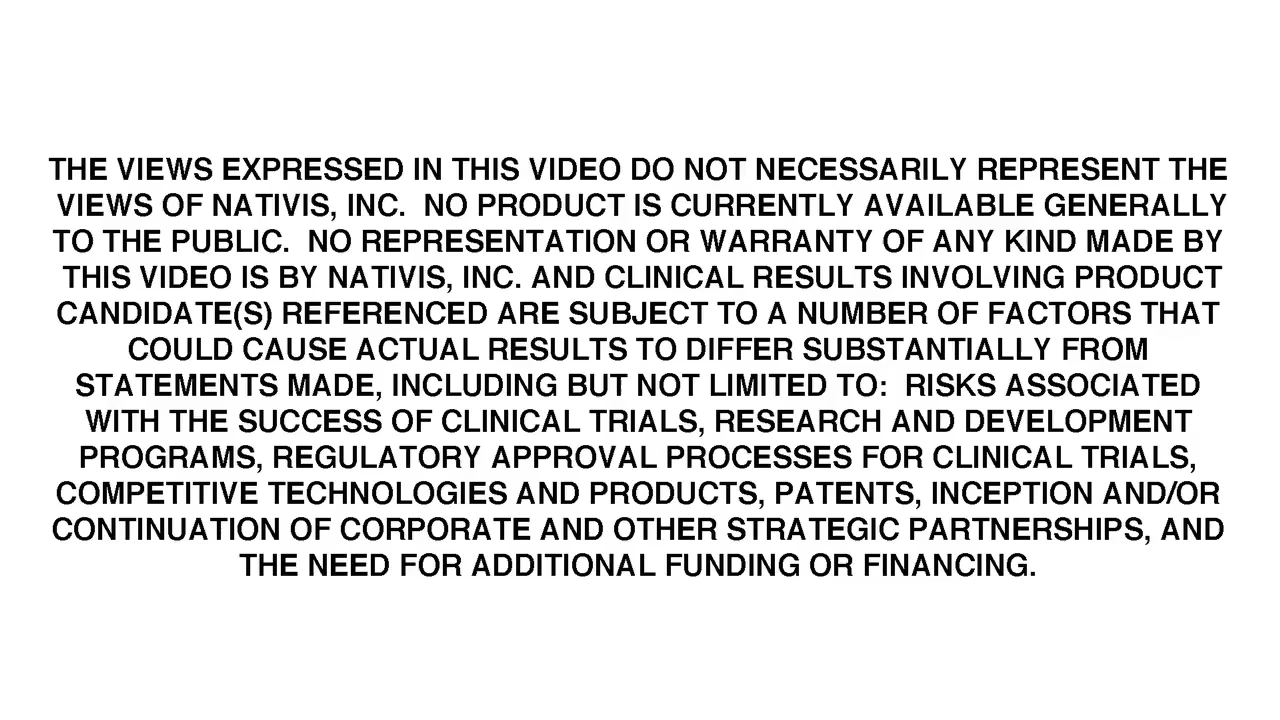 THE VIEWS EXPRESSED IN THIS VIDEO DO NOT NECESSARILY REPRESENT THE
VIEWS OF NATIVIS, INC.  NO PRODUCT IS CURRENTLY AVAILABLE GENERALLY
TO THE PUBLIC.  NO REPRESENTATION OR WARRANTY OF ANY KIND MADE BY
THIS VIDEO IS BY NATIVIS, INC. AND CLINICAL RESULTS INVOLVING PRODUCT
CANDIDATE(S) REFERENCED ARE SUBJECT TO A NUMBER OF FACTORS THAT
COULD CAUSE ACTUAL RESULTS TO DIFFER SUBSTANTIALLY FROM
STATEMENTS MADE, INCLUDING BUT NOT LIMITED TO:  RISKS ASSOCIATED
WITH THE SUCCESS OF CLINICAL TRIALS, RESEARCH AND DEVELOPMENT
PROGRAMS, REGULATORY APPROVAL PROCESSES FOR CLINICAL TRIALS,
COMPETITIVE TECHNOLOGIES AND PRODUCTS, PATENTS, INCEPTION AND/OR
CONTINUATION OF CORPORATE AND OTHER STRATEGIC PARTNERSHIPS, AND
THE NEED FOR ADDITIONAL FUNDING OR FINANCING.